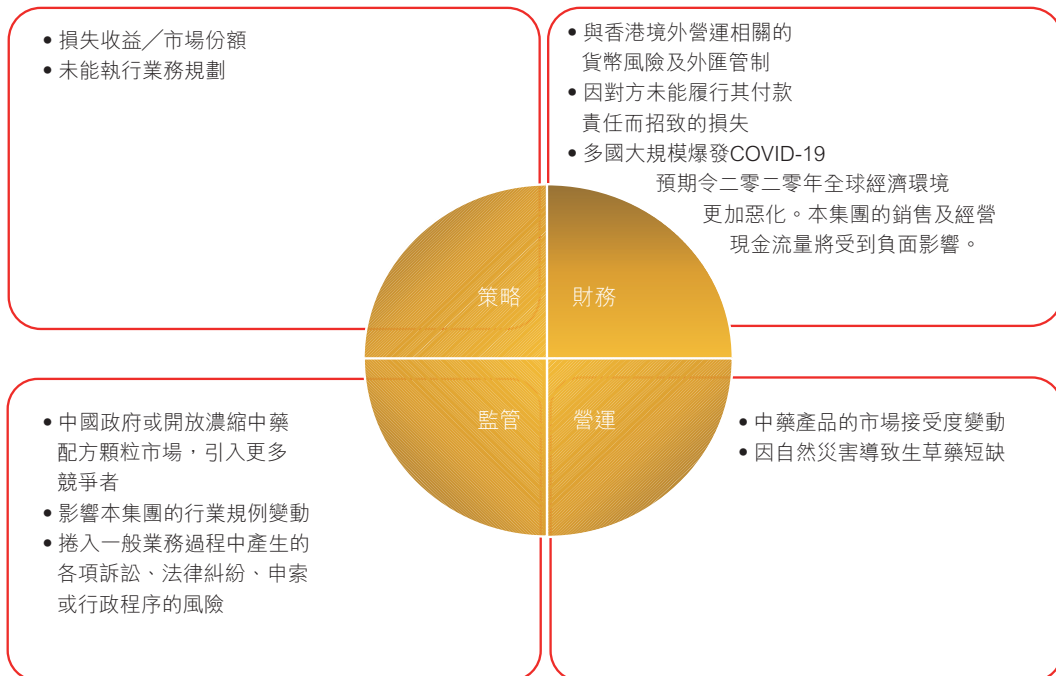 • 損失收益／市場份額
• 未能執行業務規劃
• 與香港境外營運相關的
貨幣風險及外匯管制
• 因對方未能履行其付款
責任而招致的損失
• 多國大規模爆發COVID-19
預期令二零二零年全球經濟環境
更加惡化。本集團的銷售及經營
現金流量將受到負面影響。
策略
財務
監管
營運
• 中國政府或開放濃縮中藥
配方顆粒市場，引入更多
競爭者
• 影響本集團的行業規例變動
• 捲入一般業務過程中產生的
各項訴訟、法律糾紛、申索
或行政程序的風險
• 中藥產品的市場接受度變動
• 因自然災害導致生草藥短缺